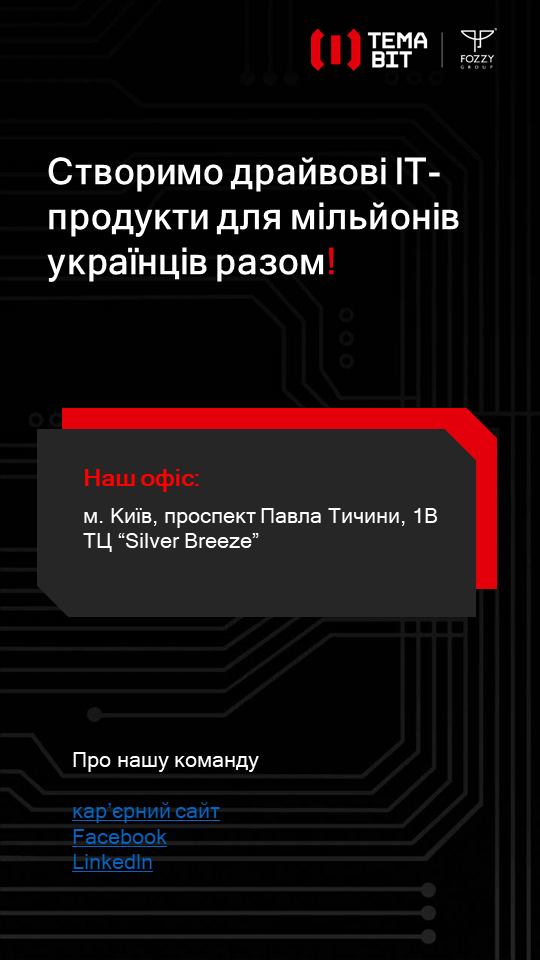 TEMA
BIT
FOZZY
GROUP
Створимо драйвові ІТ-
продукти для мільйонів
українців разом!
Наш офіс:
м. Київ, проспект Павла Тичини, 1В
ТЦ “Silver Breeze”
Про нашу команду
кар’єрний сайт
Facebook
LinkedIn